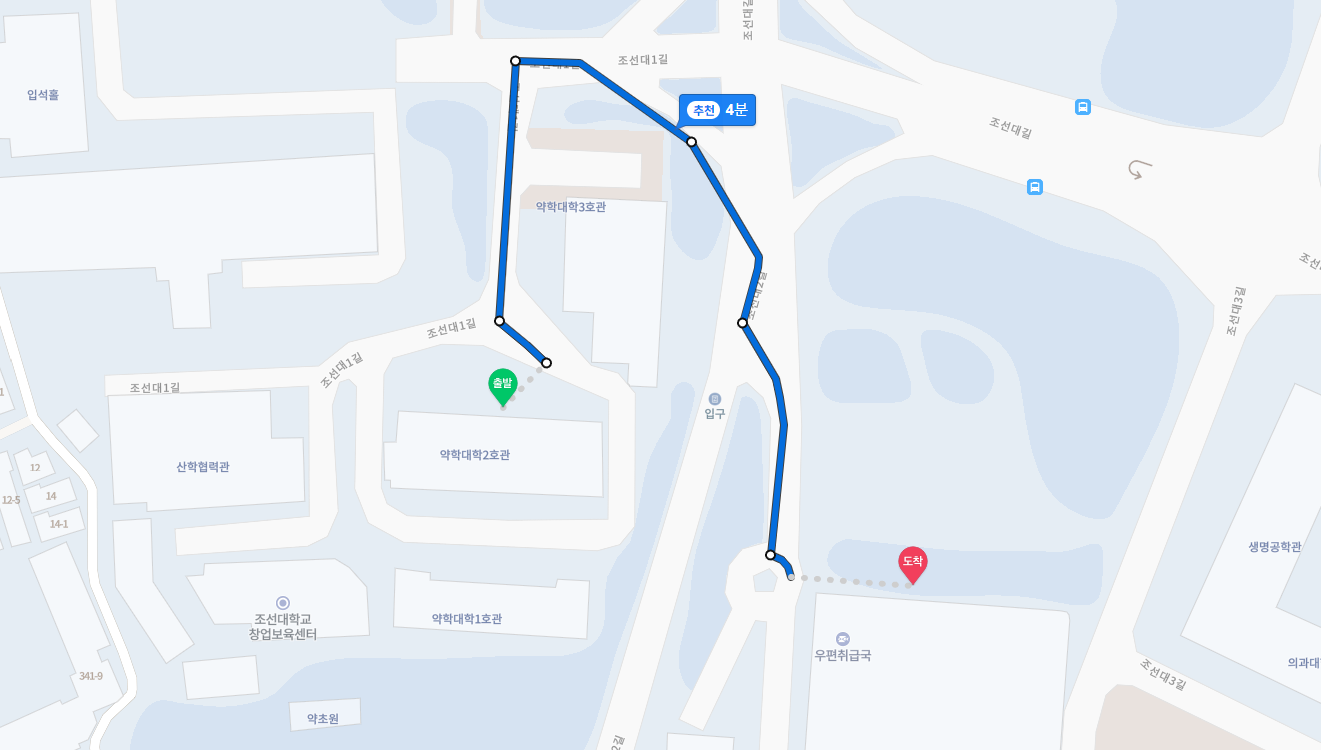 조선대길
입석홀
조선대1길
추천 4분
조선대길
약학대학3호관
조선대2길
조선대3길
조선대1길
조선대1길
조선대1길
출발
입구
약학대학2호관
산학협력관
12
14
12-5
14-1
생명공학관
도착
조선대학교
창업보육센터
약학대학1호관
우편취급국
341-9
조선대3길
약초원